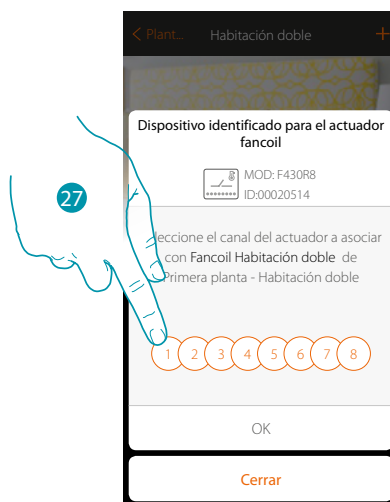 Plant... Habitación doble +
Dispositivo identificado para el actuador
fancoil
MOD: F430R8
ID:00020514
27
eleccione el canal del actuador a asociar
con Fancoil Habitación doble de
Primera planta - Habitación doble
1 2 3 4 5 6 7 8
OK
Cerrar